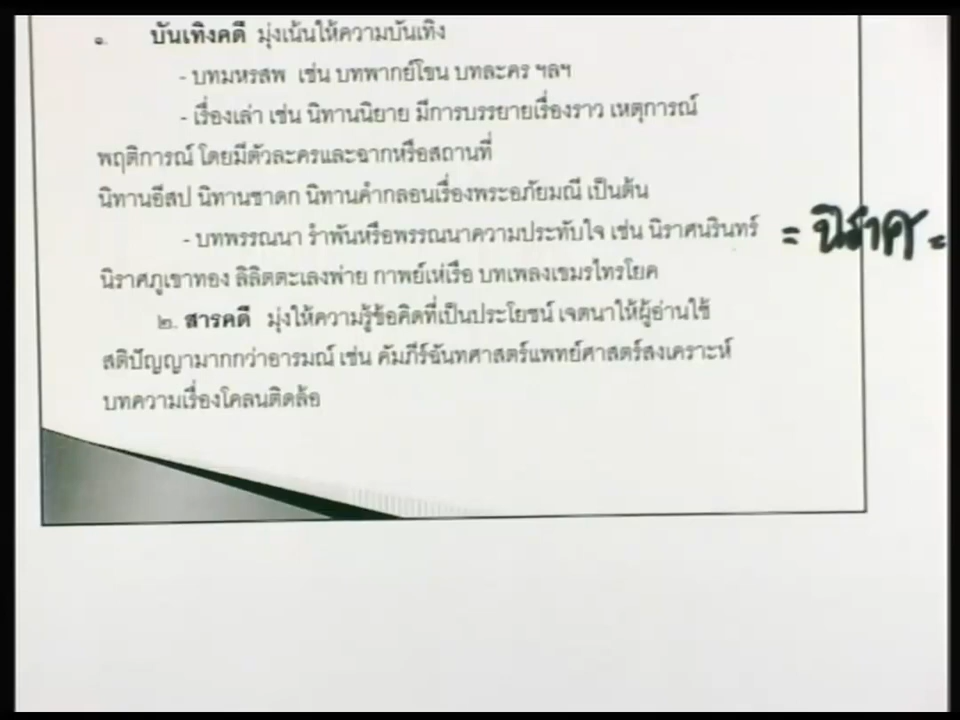 ๑. บันเทิงคดี มุ่งเน้นให้ความบันเทิง
- บทมหรสพ เช่น บทพากย์โขน บทละคร ฯลฯ
- เรื่องเล่า เช่น นิทานนิยาย มีการบรรยายเรื่องราว เหตุการณ์
พฤติการณ์ โดยมีตัวละครและฉากหรือสถานที่
นิทานอีสป นิทานชาดก นิทานคำกลอนเรื่องพระอภัยมณี เป็นต้น
- บทพรรณนา รำพันหรือพรรณนาความประทับใจ เช่น นิราศนรินทร์ = นิราศ =
นิราศภูเขาทอง ลิลิตตะเลงพ่าย กาพย์เห่เรือ บทเพลงเขมรไทรโยค
๒. สารคดี มุ่งให้ความรู้ข้อคิดที่เป็นประโยชน์ เจตนาให้ผู้อ่านใช้
สติปัญญามากกว่าอารมณ์ เช่น คัมภีร์ฉันทศาสตร์แพทย์ศาสตร์สงเคราะห์
บทความเรื่องโคลนติดล้อ